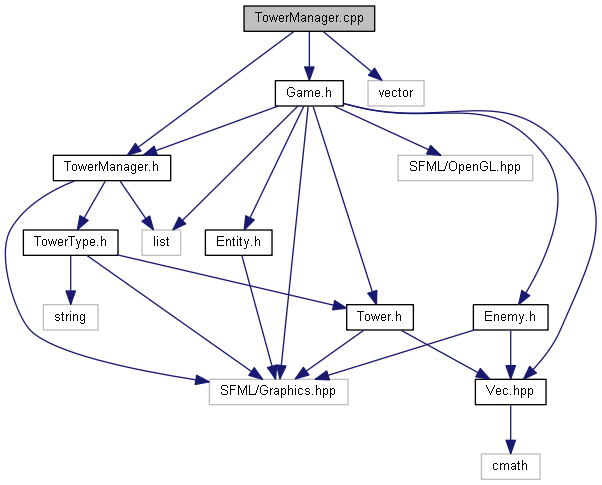 TowerManager.cpp
Game.h
vector
TowerManager.h
SFML/OpenGL.hpp
TowerType.h
list
Entity.h
string
Tower.h
Enemy.h
SFML/Graphics.hpp
Vec.hpp
cmath